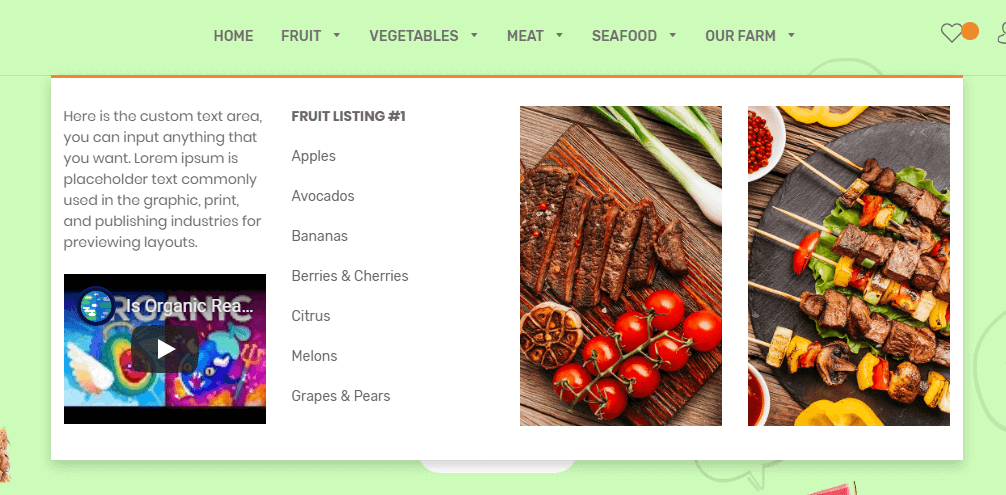 HOME FRUIT VEGETABLES MEAT SEAFOOD OUR FARM
Here is the custom text area,
you can input anything that
you want. Lorem ipsum is
placeholder text commonly
used in the graphic, print,
and publishing industries for
previewing layouts.
ORGANIC
Is Organic Rea...
FRUIT LISTING #1
Apples
Avocados
Bananas
Berries & Cherries
Citrus
Melons
Grapes & Pears